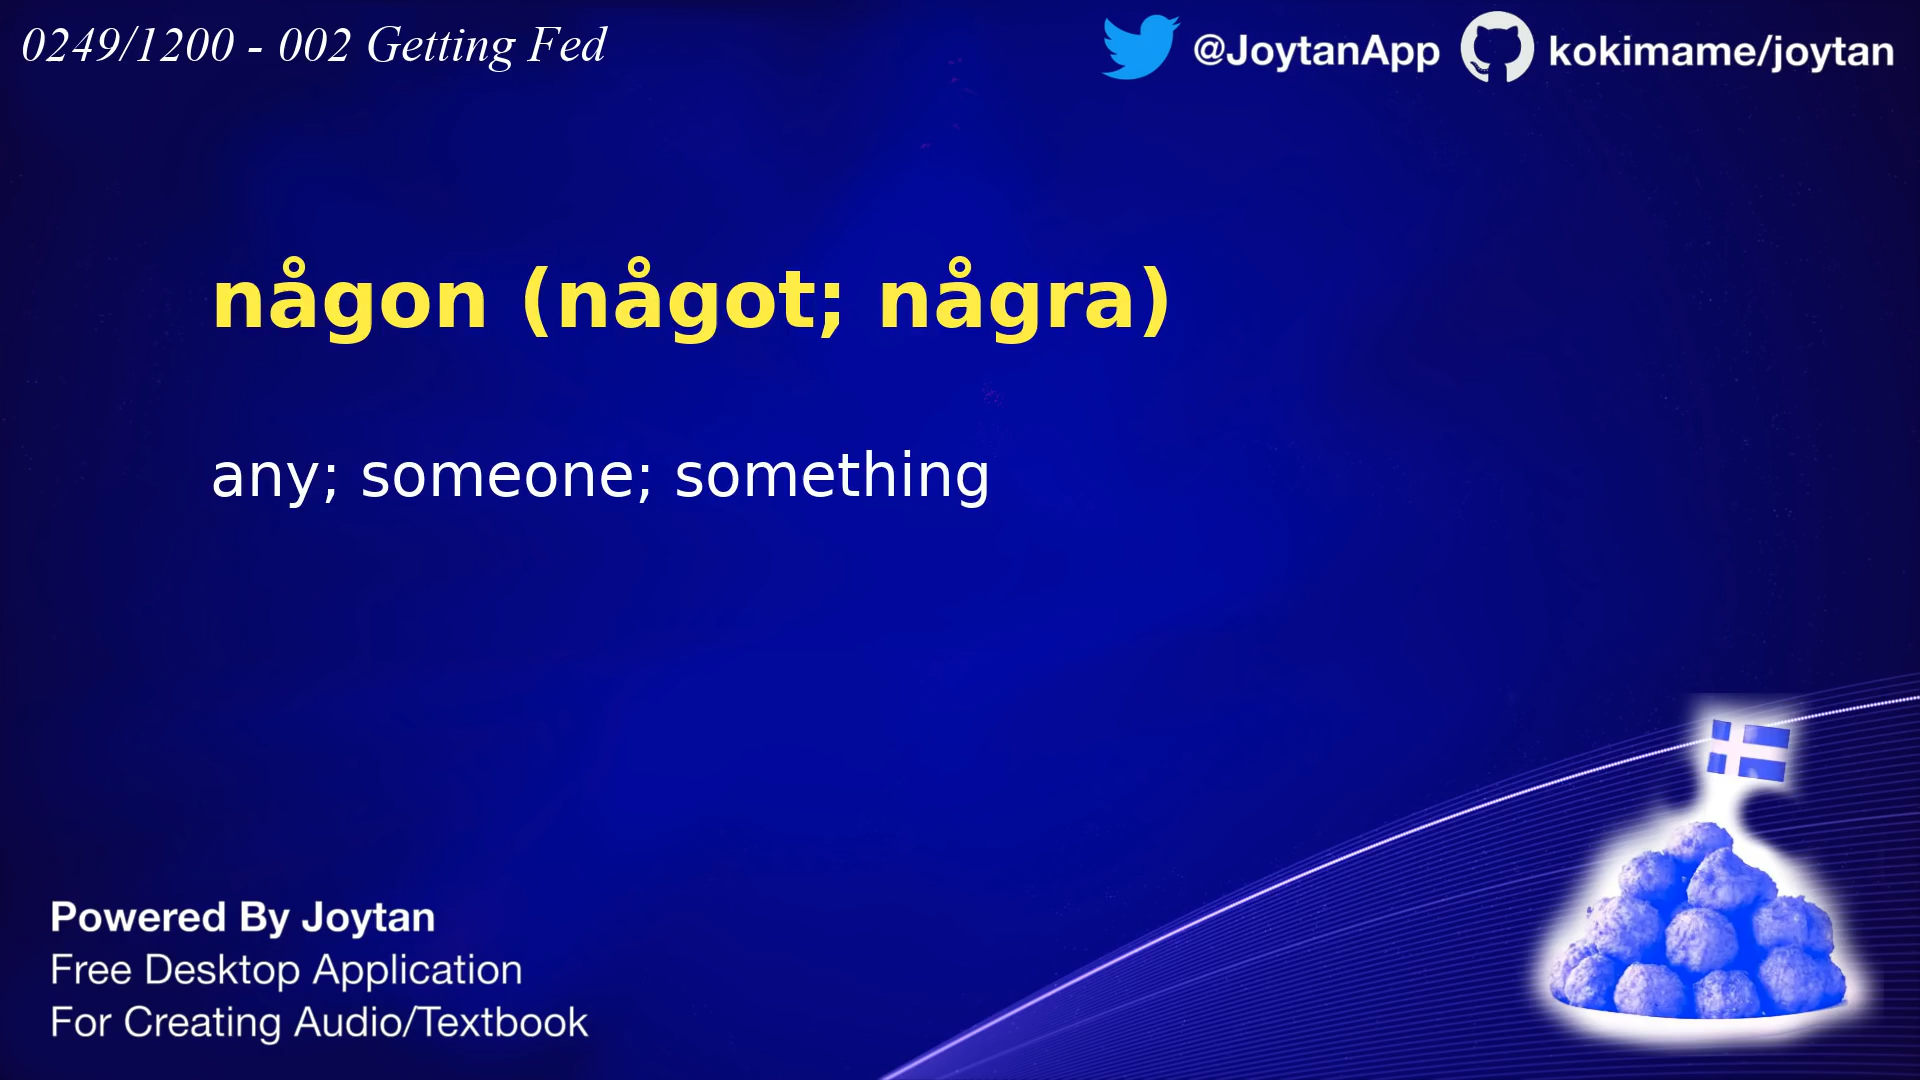 0249/1200 - 002 Getting Fed
@JoytanApp kokimame/joytan
någon (något; några)
any; someone; something
Powered By Joytan
Free Desktop Application
For Creating Audio/Textbook